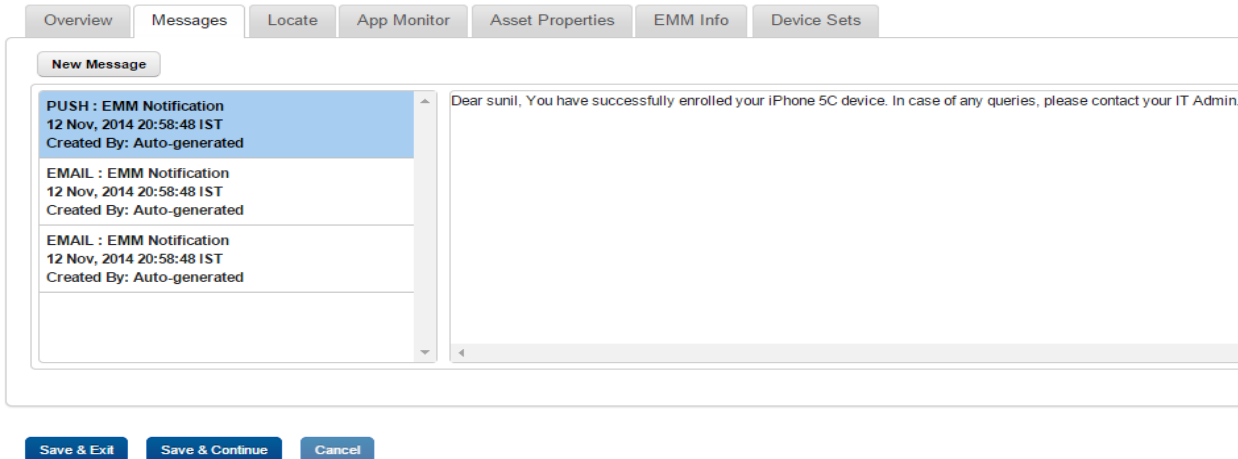 Overview Messages Locate App Monitor Asset Properties EMM Info Device Sets
New Message
PUSH : EMM Notification
12 Nov, 2014 20:58:48 IST
Created By: Auto-generated
EMAIL : EMM Notification
12 Nov, 2014 20:58:48 IST
Created By: Auto-generated
EMAIL : EMM Notification
12 Nov, 2014 20:58:48 IST
Created By: Auto-generated
Dear sunil, You have successfully enrolled your iPhone 5C device. In case of any queries, please contact your IT Admin.
Save & Exit Save & Continue Cancel